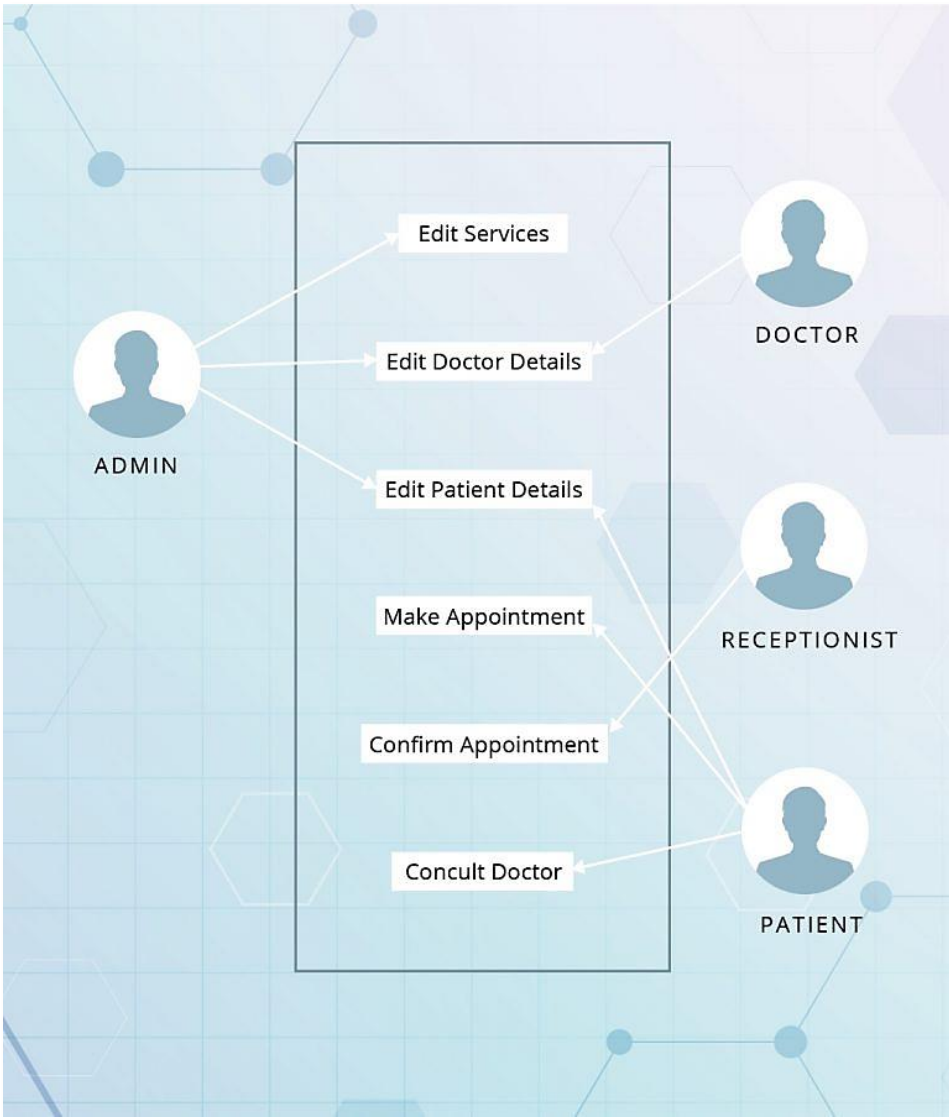 Edit Services
DOCTOR
Edit Doctor Details
ADMIN
Edit Patient Details
Make Appointment
RECEPTIONIST
Confirm Appointment
Concult Doctor
PATIENT